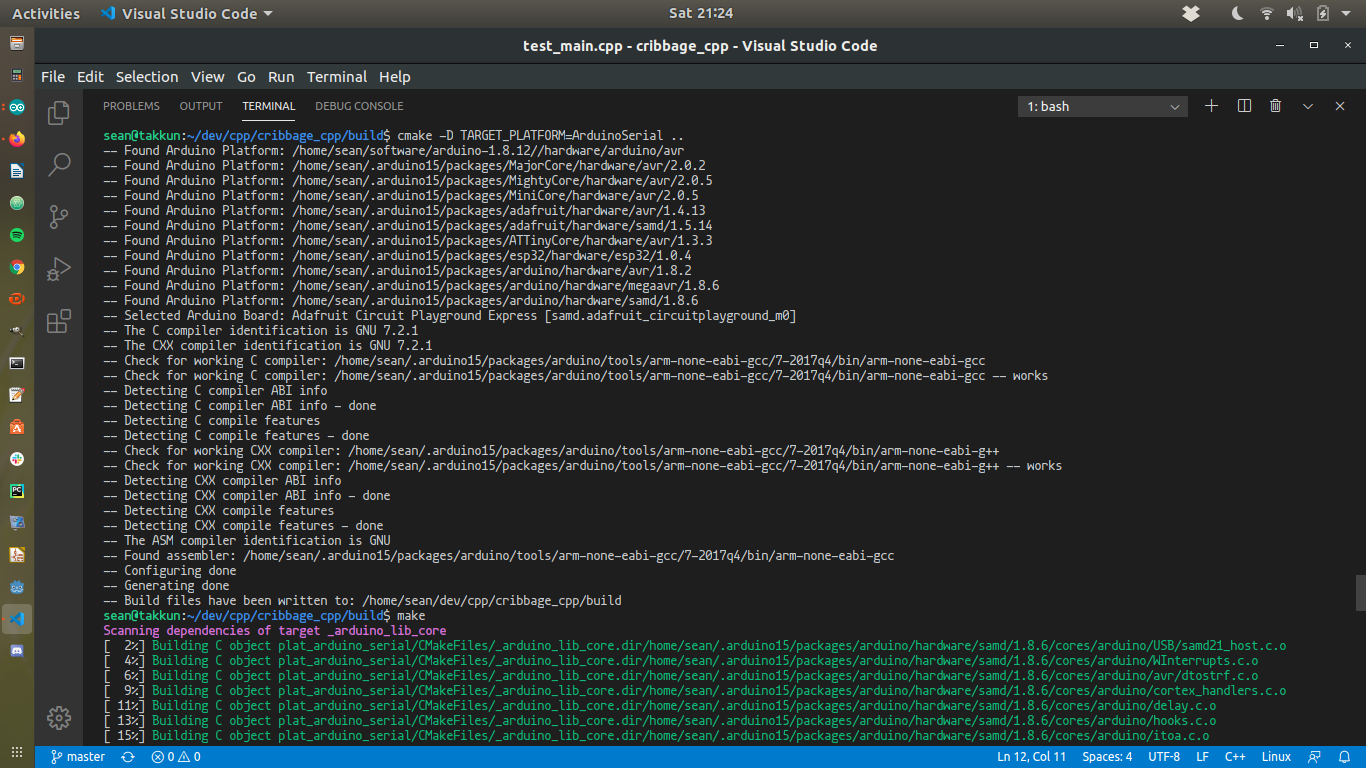 Activities Visual Studio Code Sat 21:24
test_main.cpp - cribbage_cpp - Visual Studio Code
File Edit Selection View Go Run Terminal Help
PROBLEMS OUTPUT TERMINAL DEBUG CONSOLE 1: bash
sean@takkun:~/dev/cpp/cribbage_cpp/build$ cmake -D TARGET_PLATFORM=ArduinoSerial ..
-- Found Arduino Platform: /home/sean/software/arduino-1.8.12//hardware/arduino/avr
-- Found Arduino Platform: /home/sean/.arduino15/packages/MajorCore/hardware/avr/2.0.2
-- Found Arduino Platform: /home/sean/.arduino15/packages/MightyCore/hardware/avr/2.0.5
-- Found Arduino Platform: /home/sean/.arduino15/packages/MiniCore/hardware/avr/2.0.5
-- Found Arduino Platform: /home/sean/.arduino15/packages/adafruit/hardware/avr/1.4.13
-- Found Arduino Platform: /home/sean/.arduino15/packages/adafruit/hardware/samd/1.5.14
-- Found Arduino Platform: /home/sean/.arduino15/packages/ATTinyCore/hardware/avr/1.3.3
-- Found Arduino Platform: /home/sean/.arduino15/packages/esp32/hardware/esp32/1.0.4
-- Found Arduino Platform: /home/sean/.arduino15/packages/arduino/hardware/avr/1.8.2
-- Found Arduino Platform: /home/sean/.arduino15/packages/arduino/hardware/megaavr/1.8.6
-- Found Arduino Platform: /home/sean/.arduino15/packages/arduino/hardware/samd/1.8.6
-- Selected Arduino Board: Adafruit Circuit Playground Express [samd.adafruit_circuitplayground_m0]
-- The C compiler identification is GNU 7.2.1
-- The CXX compiler identification is GNU 7.2.1
-- Check for working C compiler: /home/sean/.arduino15/packages/arduino/tools/arm-none-eabi-gcc/7-2017q4/bin/arm-none-eabi-gcc
-- Check for working C compiler: /home/sean/.arduino15/packages/arduino/tools/arm-none-eabi-gcc/7-2017q4/bin/arm-none-eabi-gcc -- works
-- Detecting C compiler ABI info
-- Detecting C compiler ABI info - done
-- Detecting C compile features
-- Detecting C compile features - done
-- Check for working CXX compiler: /home/sean/.arduino15/packages/arduino/tools/arm-none-eabi-gcc/7-2017q4/bin/arm-none-eabi-g++
-- Check for working CXX compiler: /home/sean/.arduino15/packages/arduino/tools/arm-none-eabi-gcc/7-2017q4/bin/arm-none-eabi-g++ -- works
-- Detecting CXX compiler ABI info
-- Detecting CXX compiler ABI info - done
-- Detecting CXX compile features
-- Detecting CXX compile features - done
-- The ASM compiler identification is GNU
-- Found assembler: /home/sean/.arduino15/packages/arduino/tools/arm-none-eabi-gcc/7-2017q4/bin/arm-none-eabi-gcc
-- Configuring done
-- Generating done
-- Build files have been written to: /home/sean/dev/cpp/cribbage_cpp/build
sean@takkun:~/dev/cpp/cribbage_cpp/build$ make
Scanning dependencies of target _arduino_lib_core
[  2%] Building C object plat_arduino_serial/CMakeFiles/_arduino_lib_core.dir/home/sean/.arduino15/packages/arduino/hardware/samd/1.8.6/cores/arduino/USB/samd21_host.c.o
[  4%] Building C object plat_arduino_serial/CMakeFiles/_arduino_lib_core.dir/home/sean/.arduino15/packages/arduino/hardware/samd/1.8.6/cores/arduino/WInterrupts.c.o
[  6%] Building C object plat_arduino_serial/CMakeFiles/_arduino_lib_core.dir/home/sean/.arduino15/packages/arduino/hardware/samd/1.8.6/cores/arduino/avr/dtostrf.c.o
[  9%] Building C object plat_arduino_serial/CMakeFiles/_arduino_lib_core.dir/home/sean/.arduino15/packages/arduino/hardware/samd/1.8.6/cores/arduino/cortex_handlers.c.o
[ 11%] Building C object plat_arduino_serial/CMakeFiles/_arduino_lib_core.dir/home/sean/.arduino15/packages/arduino/hardware/samd/1.8.6/cores/arduino/delay.c.o
[ 13%] Building C object plat_arduino_serial/CMakeFiles/_arduino_lib_core.dir/home/sean/.arduino15/packages/arduino/hardware/samd/1.8.6/cores/arduino/hooks.c.o
[ 15%] Building C object plat_arduino_serial/CMakeFiles/_arduino_lib_core.dir/home/sean/.arduino15/packages/arduino/hardware/samd/1.8.6/cores/arduino/itoa.c.o
master 0 0 Ln 12, Col 11 Spaces: 4 UTF-8 LF C++ Linux